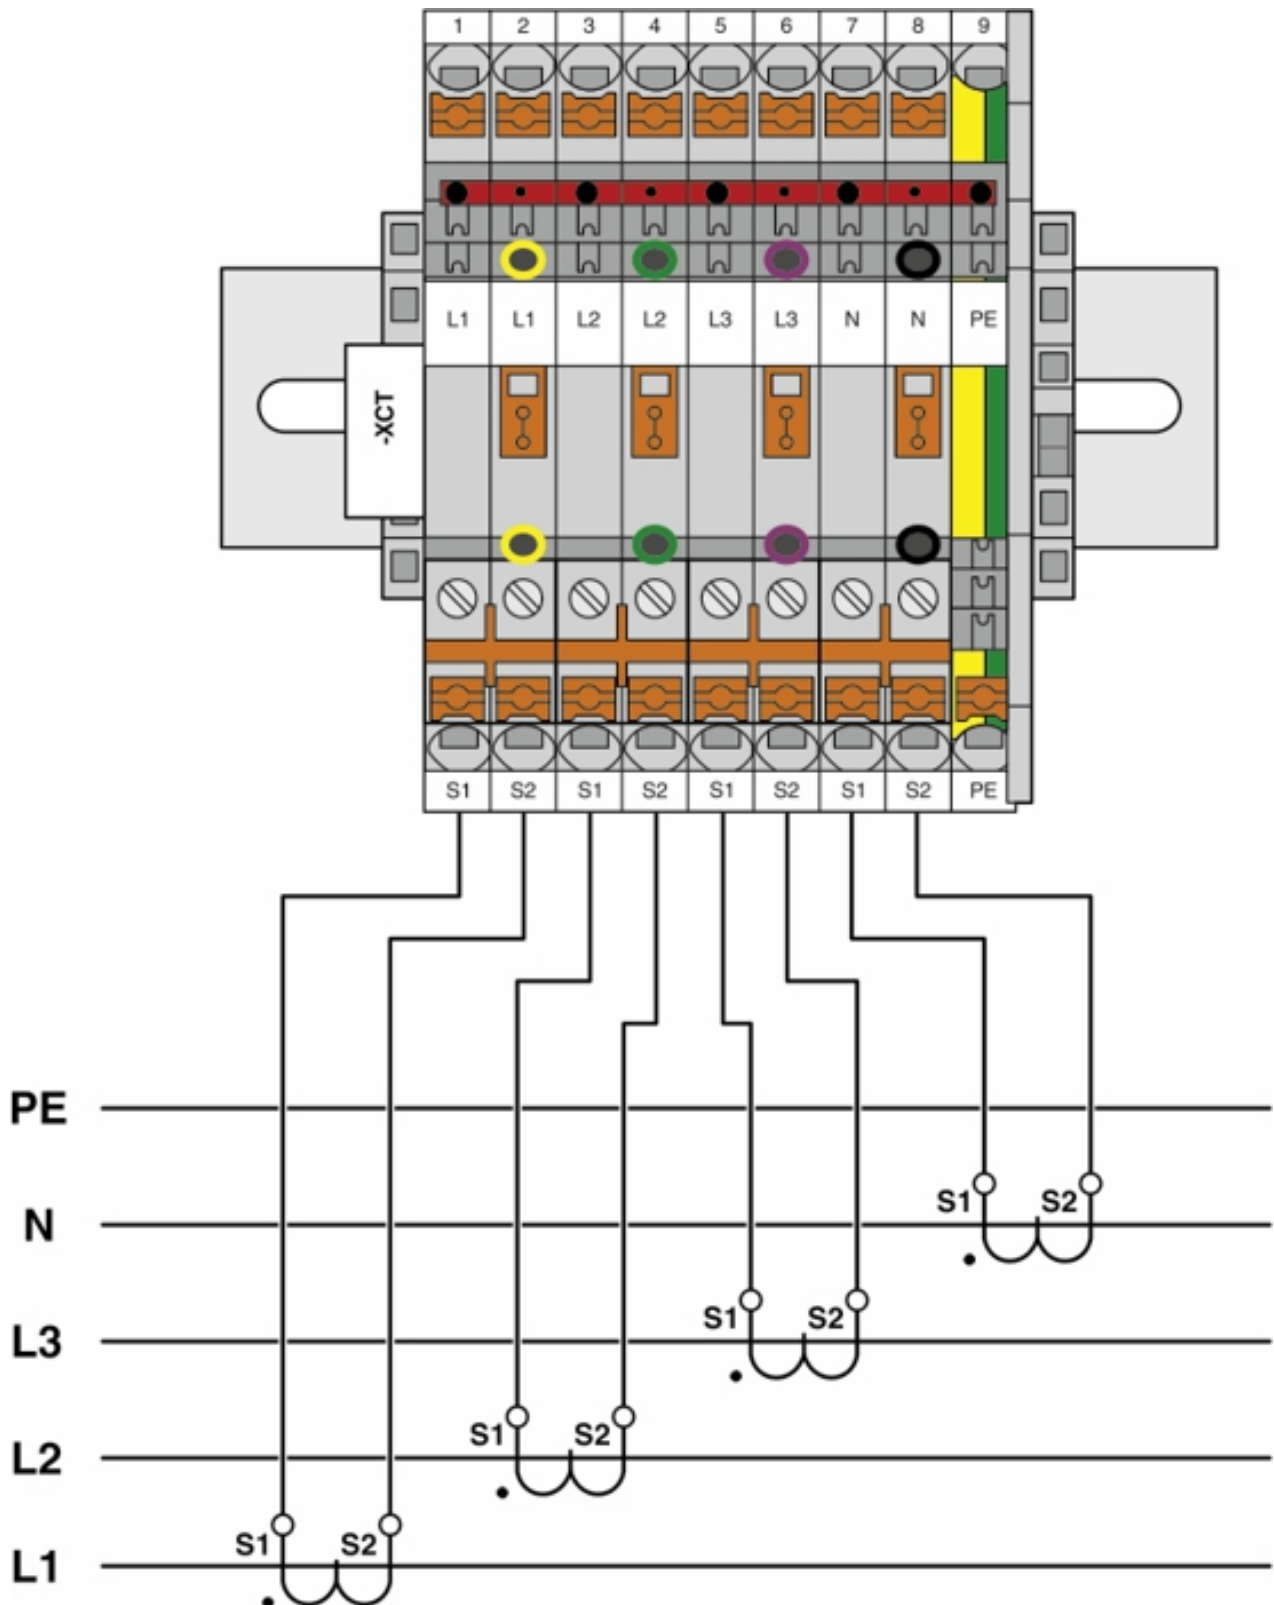 1 2 3 4 5 6 7 8 9
L1 L1 L2 L2 L3 L3 N N PE
-XCT
S1 S2 S1 S2 S1 S2 S1 S2 PE
PE
S1 S2
N
S1 S2
L3
S1 S2
L2
S1 S2
L1